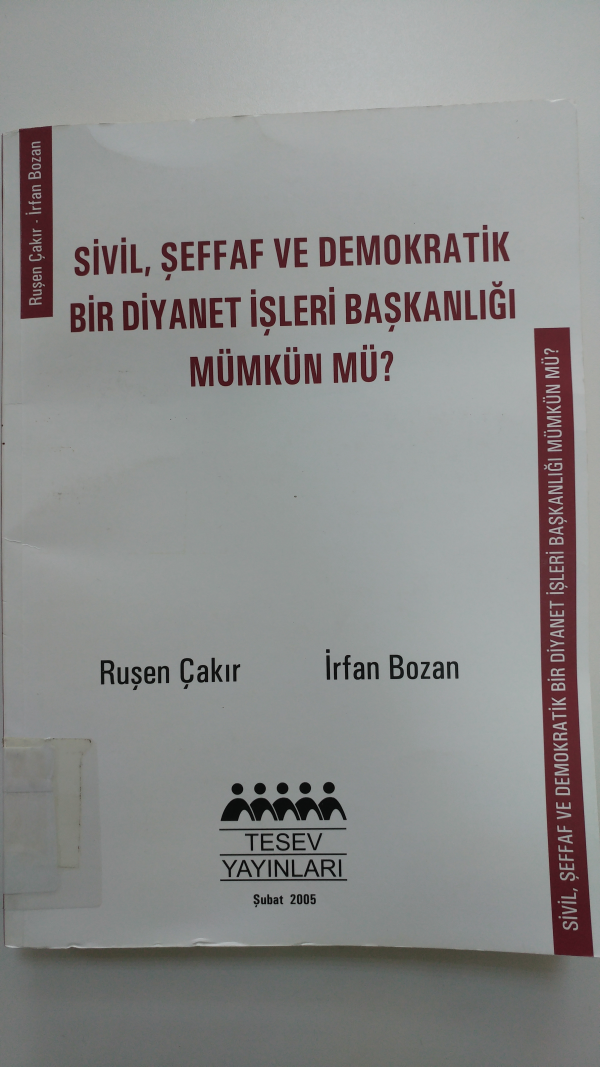 Ruşen Çakır - İrfan Bozan
SİVİL, ŞEFFAF VE DEMOKRATİK
BİR DİYANET İŞLERİ BAŞKANLIĞI
MÜMKÜN MÜ?
SİVİL, ŞEFFAF VE DEMOKRATİK BİR DİYANET İŞLERİ BAŞKANLIĞI MÜMKÜN MÜ?
Ruşen Çakır
İrfan Bozan
TESEV
YAYINLARI
Şubat 2005